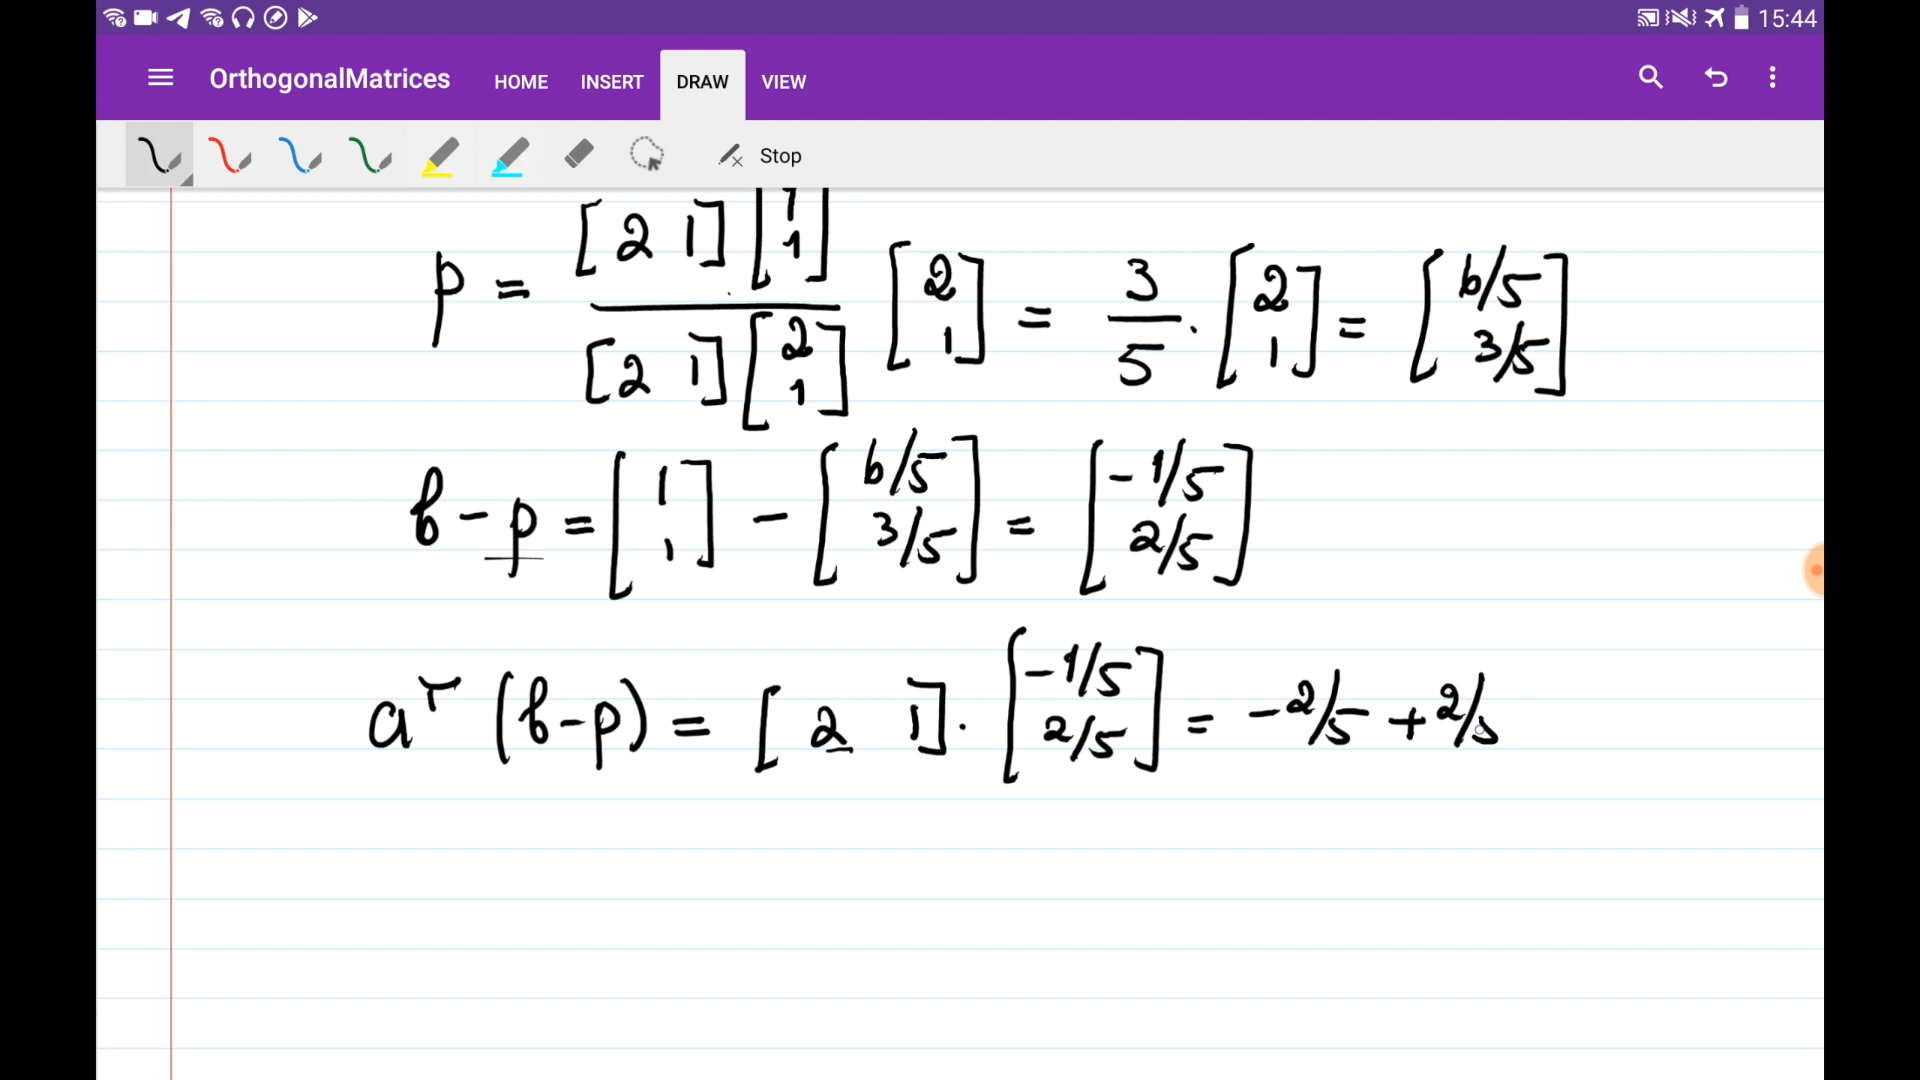 15:44
OrthogonalMatrices HOME INSERT DRAW VIEW
Stop
p = [2 1][1 1] / [2 1][2 1] [2 1] = 3/5 · [2 1] = [6/5 3/5]
b - p = [1 1] - [6/5 3/5] = [-1/5 2/5]
aᵀ (b-p) = [2 1] · [-1/5 2/5] = -2/5 + 2/5